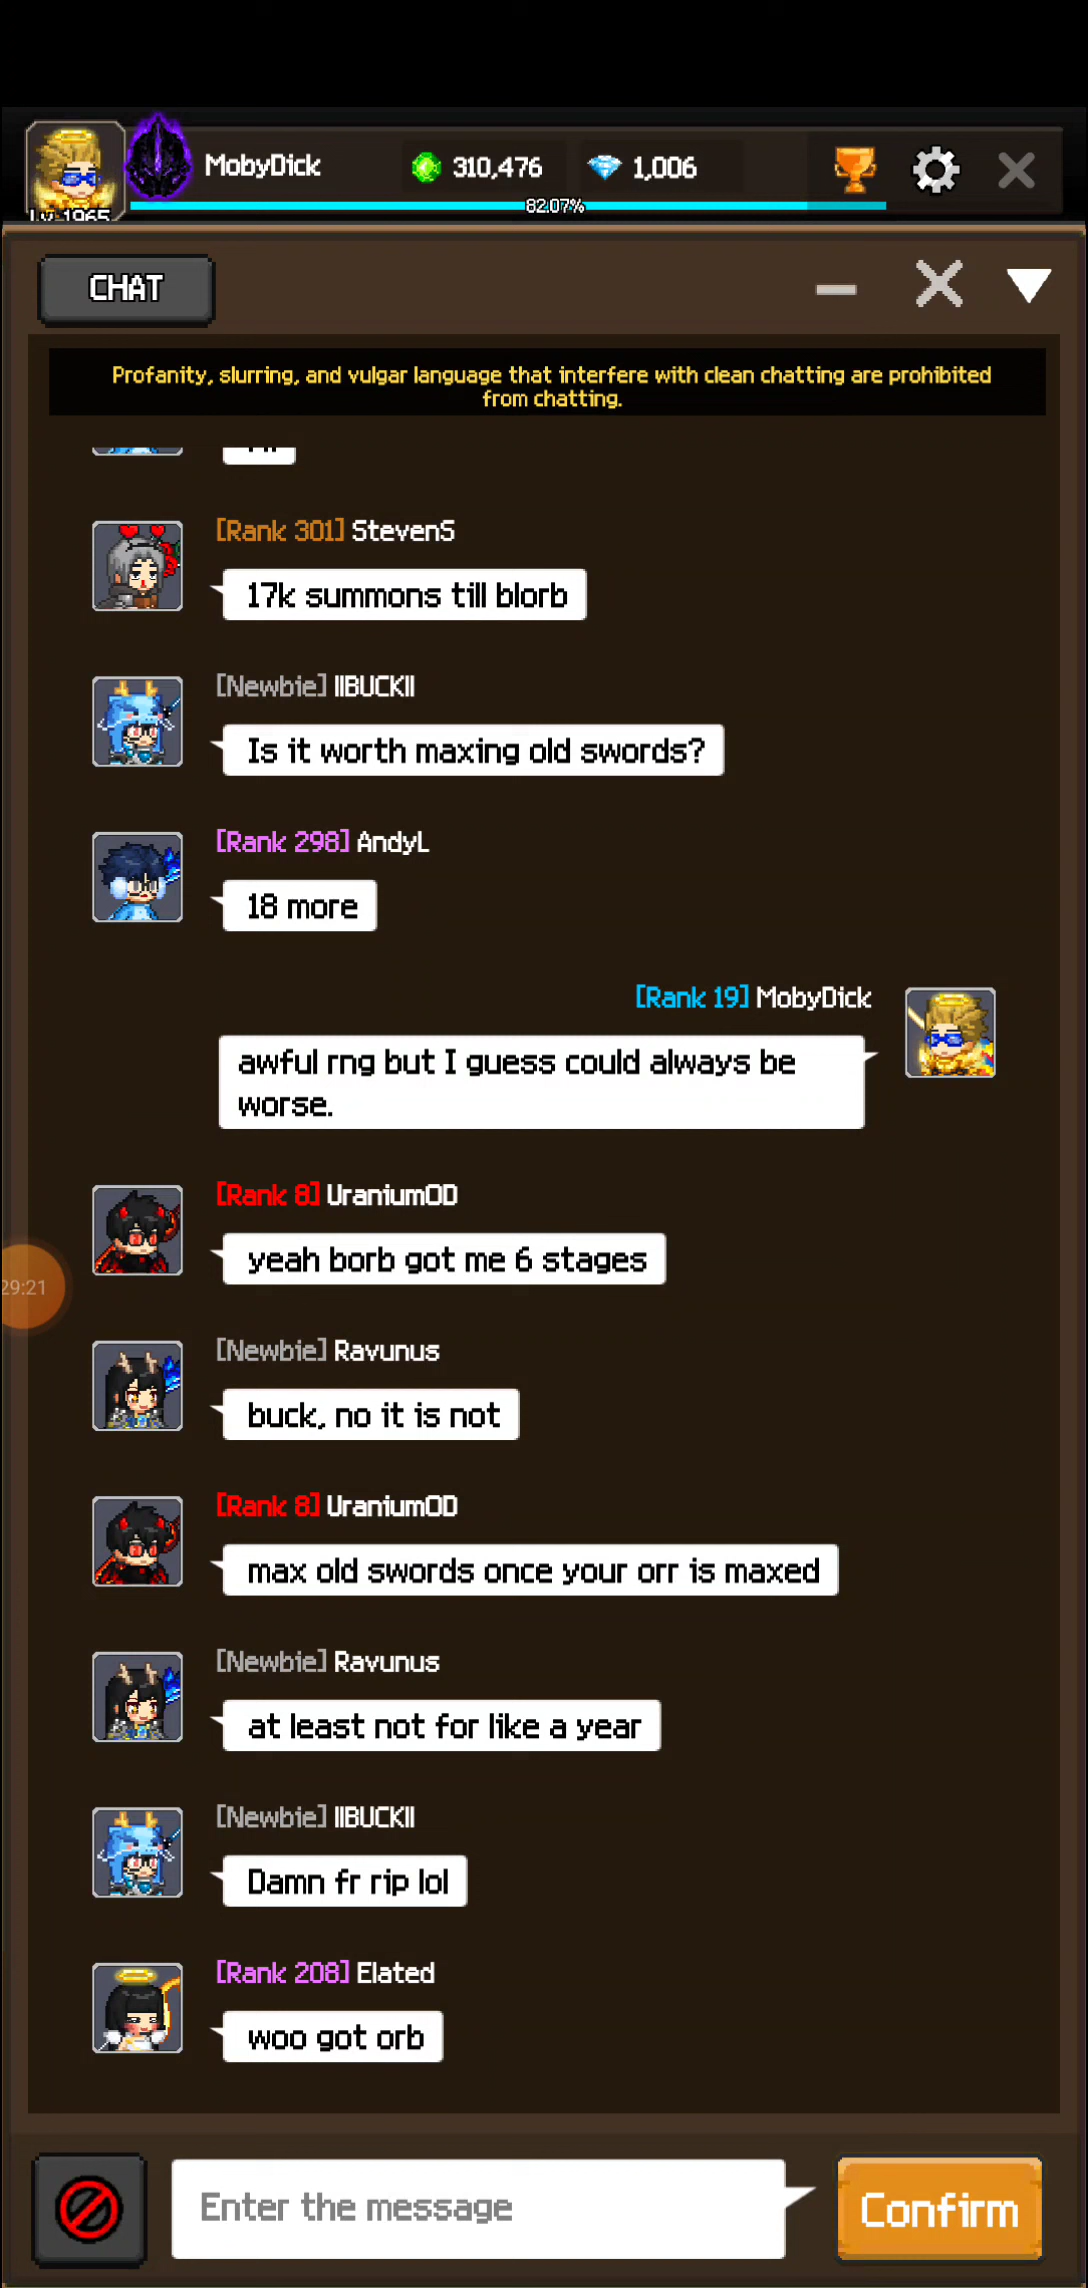 MobyDick
310,476
1,006
Lv.1965
82.07%
CHAT
Profanity, slurring, and vulgar language that interfere with clean chatting are prohibited
from chatting.
[Rank 301] StevenS
17k summons till blorb
[Newbie] IIBUCKII
Is it worth maxing old swords?
[Rank 298] AndyL
18 more
[Rank 19] MobyDick
awful rng but I guess could always be
worse.
[Rank 8] UraniumOD
yeah borb got me 6 stages
29:21
[Newbie] Ravunus
buck, no it is not
[Rank 8] UraniumOD
max old swords once your orr is maxed
[Newbie] Ravunus
at least not for like a year
[Newbie] IIBUCKII
Damn fr rip lol
[Rank 208] Elated
woo got orb
Enter the message
Confirm